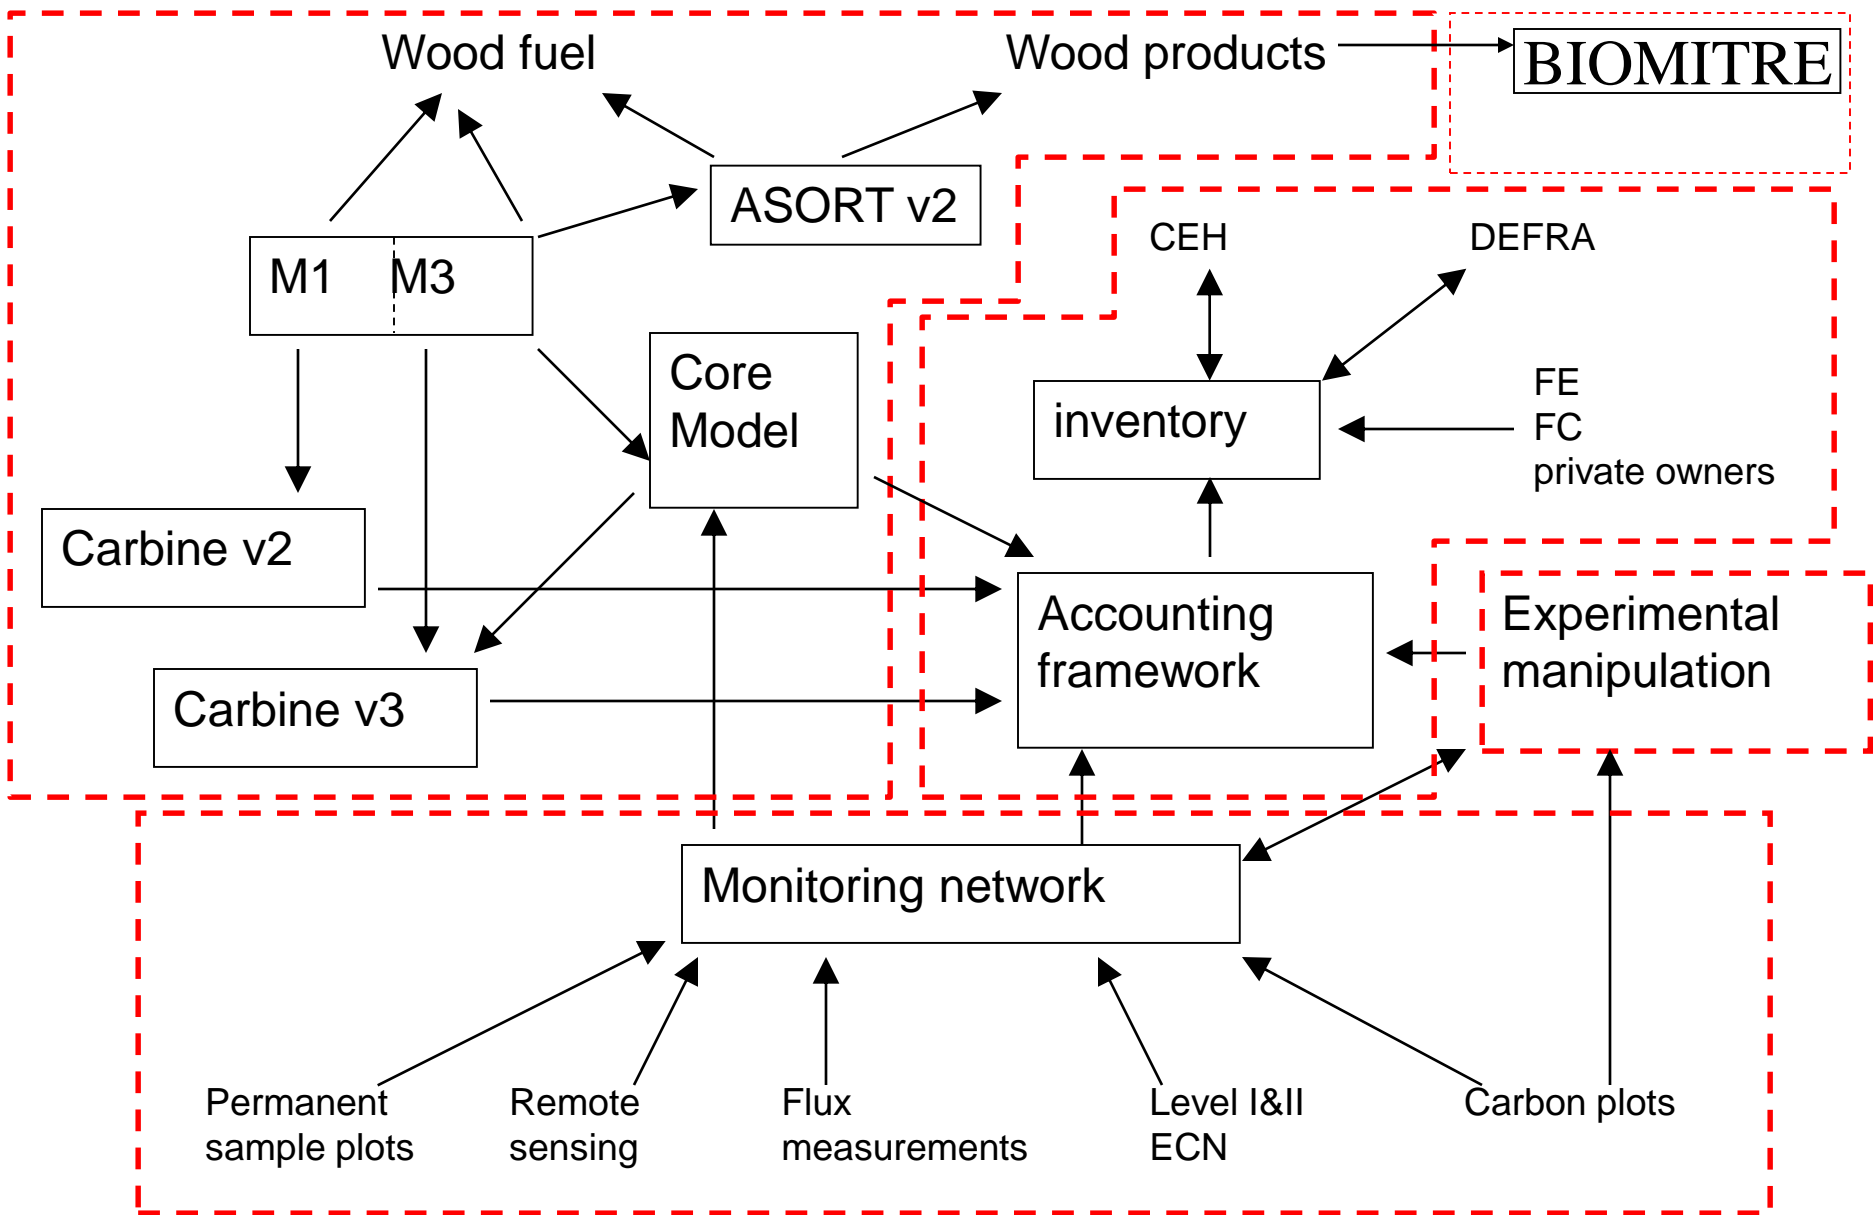 Wood fuel
Wood products
BIOMITRE
ASORT v2
CEH
DEFRA
M1 M3
Core
Model
inventory
FE
FC
private owners
Carbine v2
Accounting
framework
Experimental
manipulation
Carbine v3
Monitoring network
Permanent
sample plots
Remote
sensing
Flux
measurements
Level I&II
ECN
Carbon plots